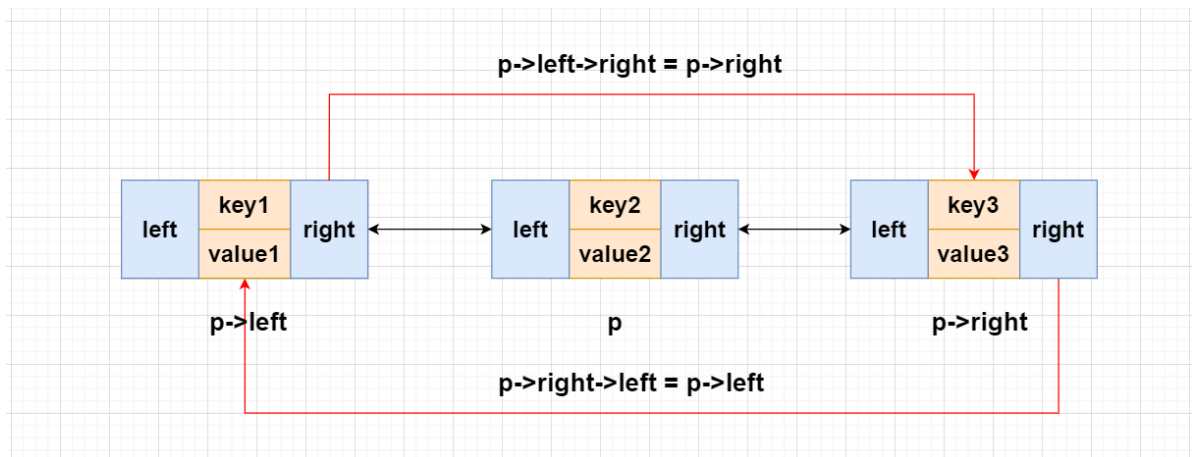 p->left->right = p->right
left key1 value1 right
left key2 value2 right
left key3 value3 right
p->left
p
p->right
p->right->left = p->left